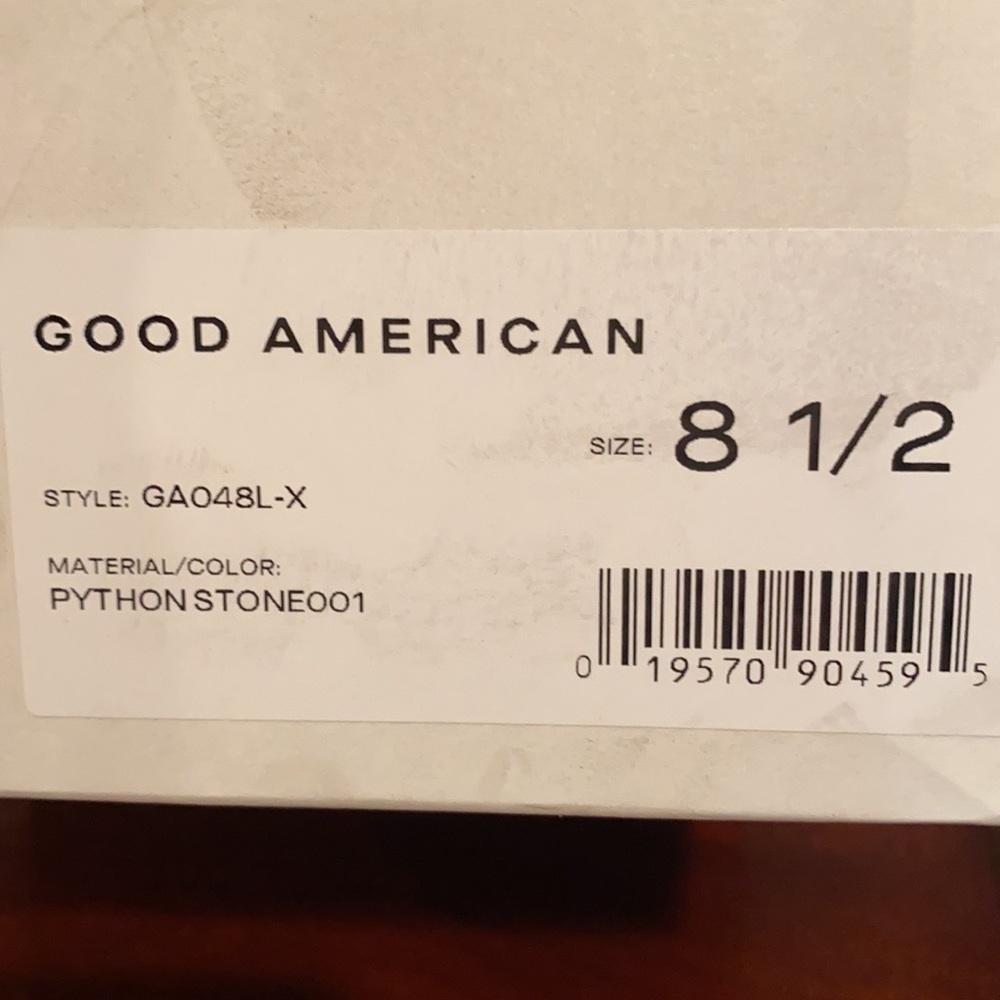 GOOD AMERICAN
SIZE: 8 1/2
STYLE: GA048L-X
MATERIAL/COLOR:
PYTHON STONE001
0 19570 90459 5